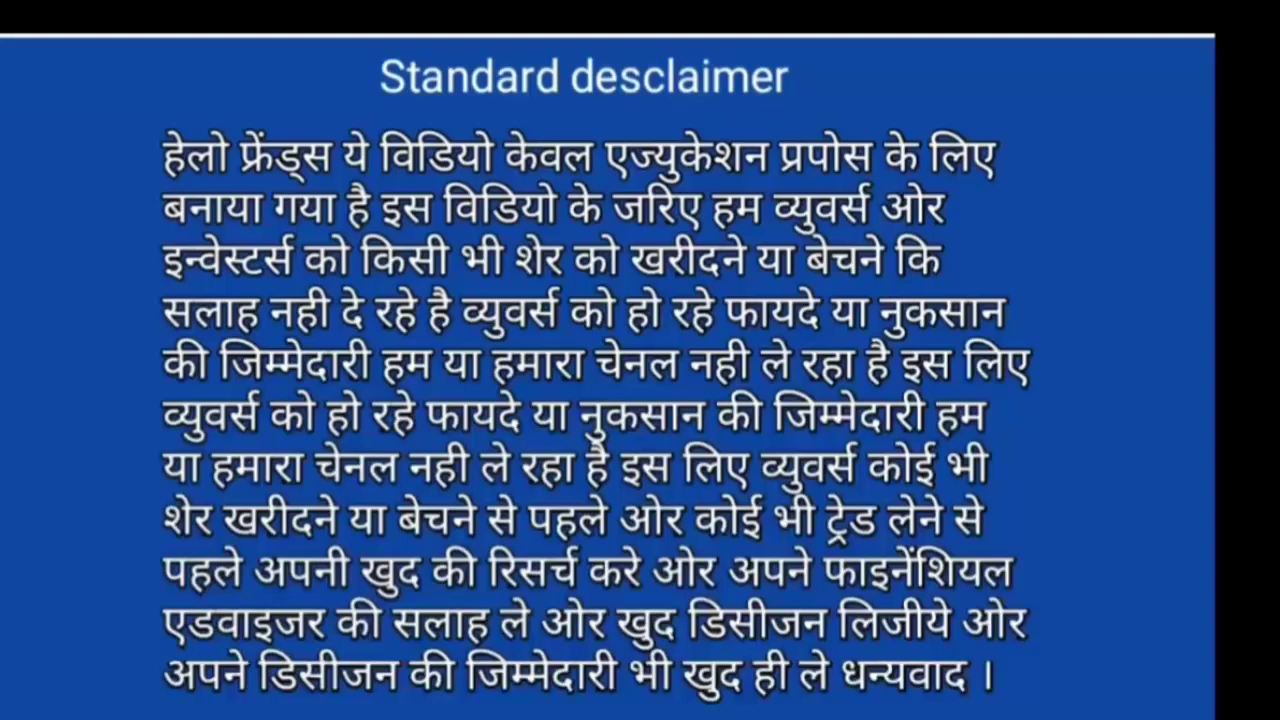 Standard desclaimer
हेलो फ्रेंड्स ये विडियो केवल एज्युकेशन प्रपोस के लिए
बनाया गया है इस विडियो के जरिए हम व्युवर्स ओर
इन्वेस्टर्स को किसी भी शेर को खरीदने या बेचने कि
सलाह नही दे रहे है व्युवर्स को हो रहे फायदे या नुकसान
की जिम्मेदारी हम या हमारा चेनल नही ले रहा है इस लिए
व्युवर्स को हो रहे फायदे या नुकसान की जिम्मेदारी हम
या हमारा चेनल नही ले रहा है इस लिए व्युवर्स कोई भी
शेर खरीदने या बेचने से पहले ओर कोई भी ट्रेड लेने से
पहले अपनी खुद की रिसर्च करे ओर अपने फाइनेंशियल
एडवाइजर की सलाह ले ओर खुद डिसीजन लिजीये ओर
अपने डिसीजन की जिम्मेदारी भी खुद ही ले धन्यवाद ।